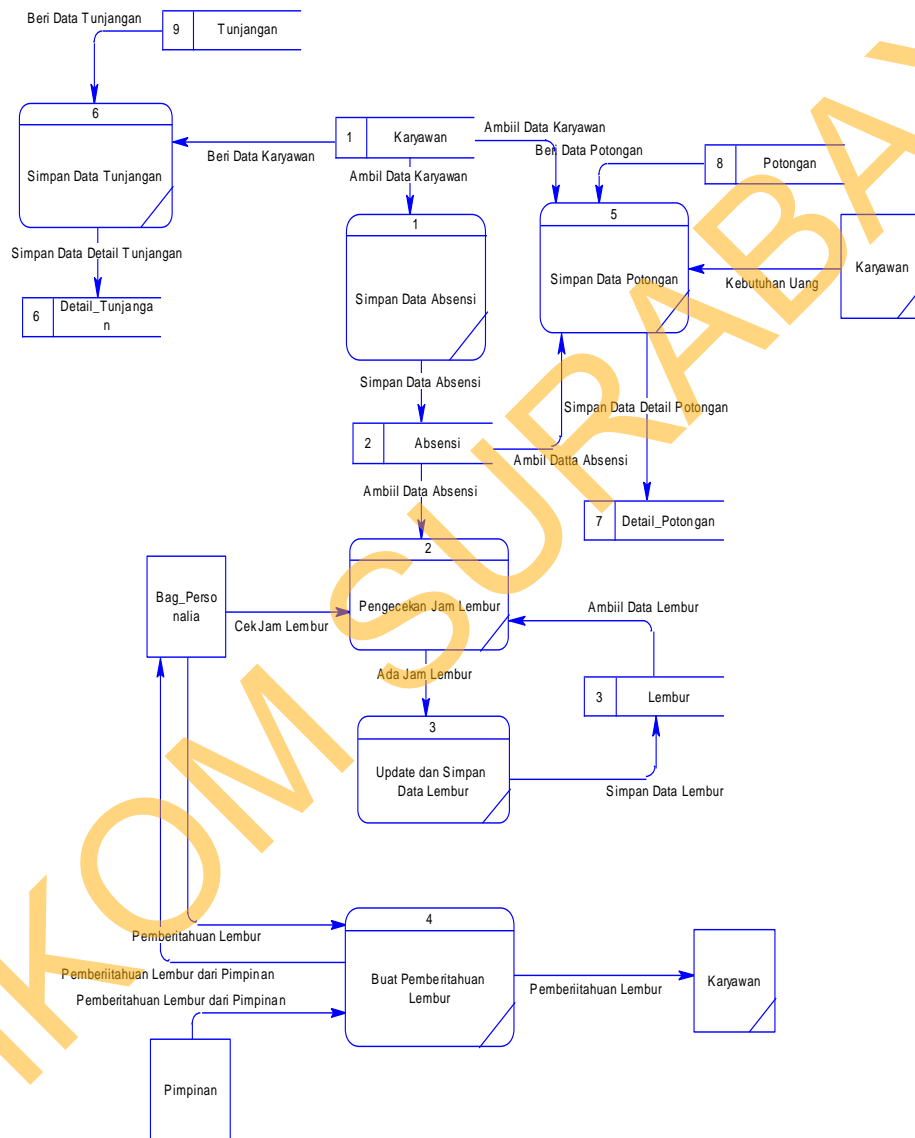 Beri Data Tunjangan
9 Tunjangan
6
Simpan Data Tunjangan
Beri Data Karyawan
1 Karyawan
Ambiil Data Karyawan
Beri Data Potongan
8 Potongan
Ambil Data Karyawan
1
Simpan Data Absensi
5
Simpan Data Potongan
Kebutuhan Uang
Karyawan
Simpan Data Detail Tunjangan
6 Detail_Tunjanga
n
Simpan Data Absensi
Simpan Data Detail Potongan
2 Absensi
Ambil Datta Absensi
Ambiil Data Absensi
7 Detail_Potongan
2
Pengecekan Jam Lembur
Bag_Perso
nalia
Cek Jam Lembur
Ambiil Data Lembur
Ada Jam Lembur
3 Lembur
3
Update dan Simpan
Data Lembur
Simpan Data Lembur
4
Buat Pemberitahuan
Lembur
Pemberitahuan Lembur
Pemberiitahuan Lembur dari Pimpinan
Pemberitahuan Lembur dari Pimpinan
Pemberiitahuan Lembur
Karyawan
Pimpinan
IKOM SURABAYA